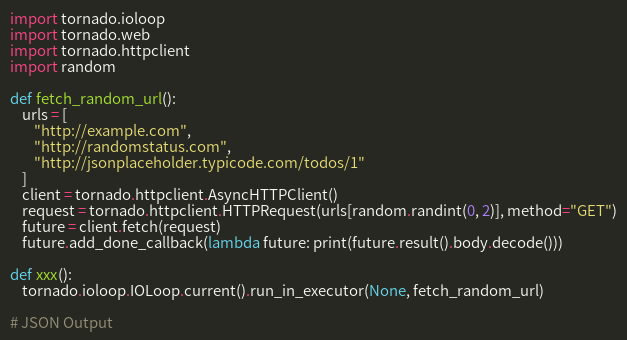 import tornado.ioloop
import tornado.web
import tornado.httpclient
import random
def fetch_random_url():
urls = [
"http://example.com",
"http://randomstatus.com",
"http://jsonplaceholder.typicode.com/todos/1"
]
client = tornado.httpclient.AsyncHTTPClient()
request = tornado.httpclient.HTTPRequest(urls[random.randint(0, 2)], method="GET")
future = client.fetch(request)
future.add_done_callback(lambda future: print(future.result().body.decode()))
def xxx():
tornado.ioloop.IOLoop.current().run_in_executor(None, fetch_random_url)
# JSON Output